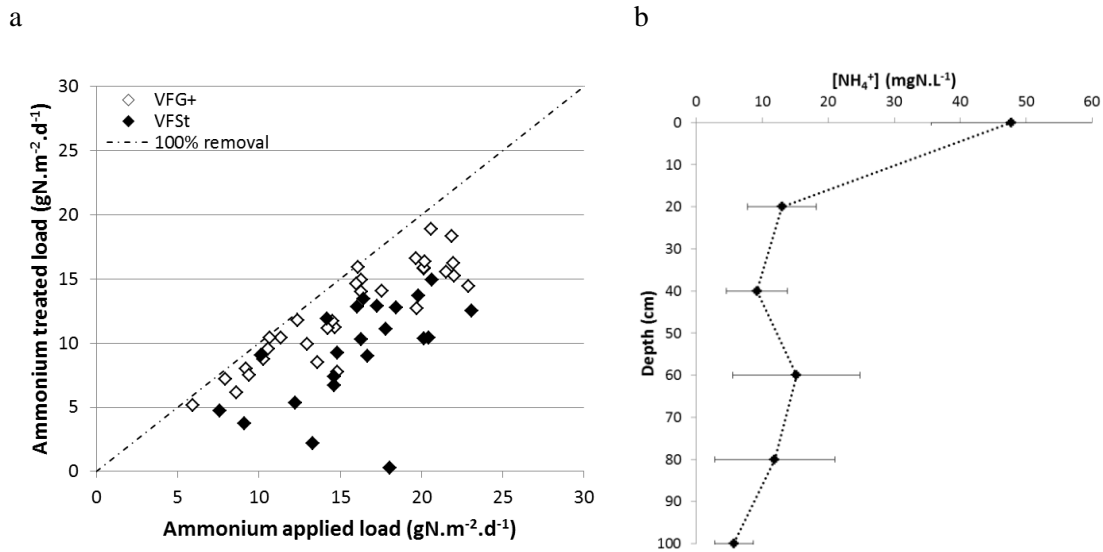 a
b
Ammonium treated load (gN.m⁻².d⁻¹)
30
25
20
15
10
5
0
VFG+
VFSt
100% removal
0 5 10 15 20 25 30
Ammonium applied load (gN.m⁻².d⁻¹)
[NH₄⁺] (mgN.L⁻¹)
0 10 20 30 40 50 60
Depth (cm)
0
10
20
30
40
50
60
70
80
90
100